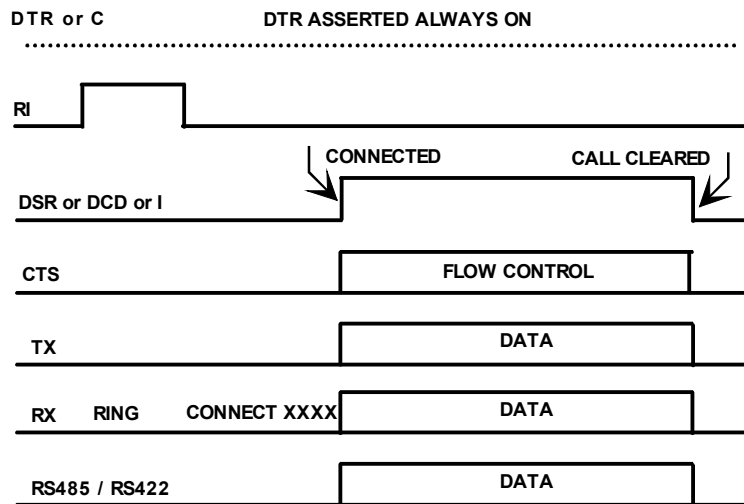 DTR or C DTR ASSERTED ALWAYS ON
RI
CONNECTED CALL CLEARED
DSR or DCD or I
CTS FLOW CONTROL
TX DATA
RX RING CONNECT XXXX DATA
RS485 / RS422 DATA